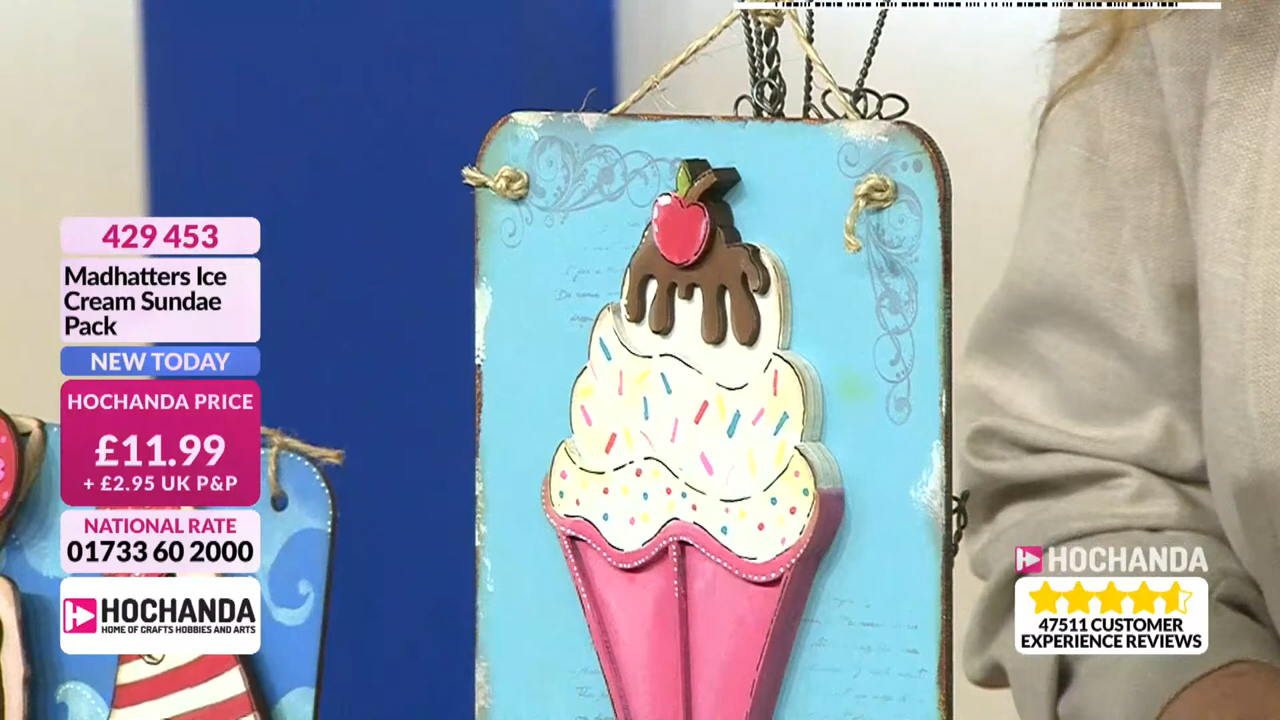 429 453
Madhatters Ice
Cream Sundae
Pack
NEW TODAY
HOCHANDA PRICE
£11.99
+ £2.95 UK P&P
NATIONAL RATE
01733 60 2000
HOCHANDA
HOME OF CRAFTS HOBBIES AND ARTS
HOCHANDA
47511 CUSTOMER
EXPERIENCE REVIEWS